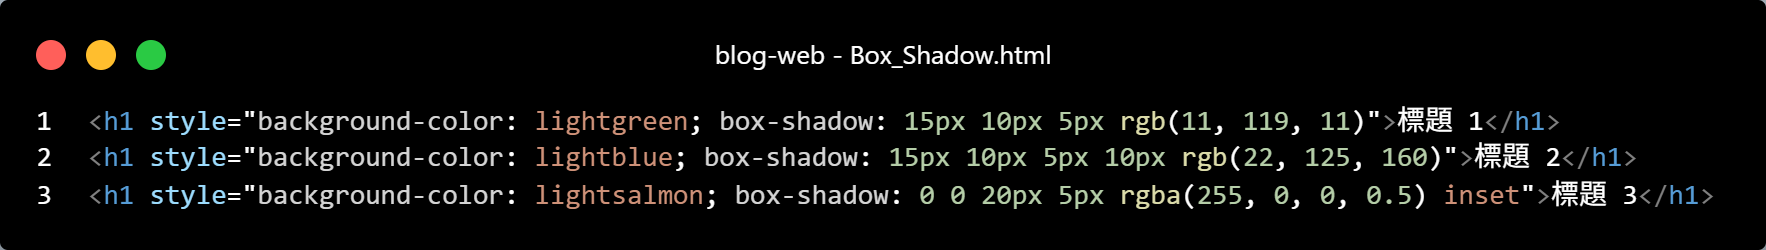 blog-web - Box_Shadow.html
1 <h1 style="background-color: lightgreen; box-shadow: 15px 10px 5px rgb(11, 119, 11)">標題 1</h1>
2 <h1 style="background-color: lightblue; box-shadow: 15px 10px 5px 10px rgb(22, 125, 160)">標題 2</h1>
3 <h1 style="background-color: lightsalmon; box-shadow: 0 0 20px 5px rgba(255, 0, 0, 0.5) inset">標題 3</h1>